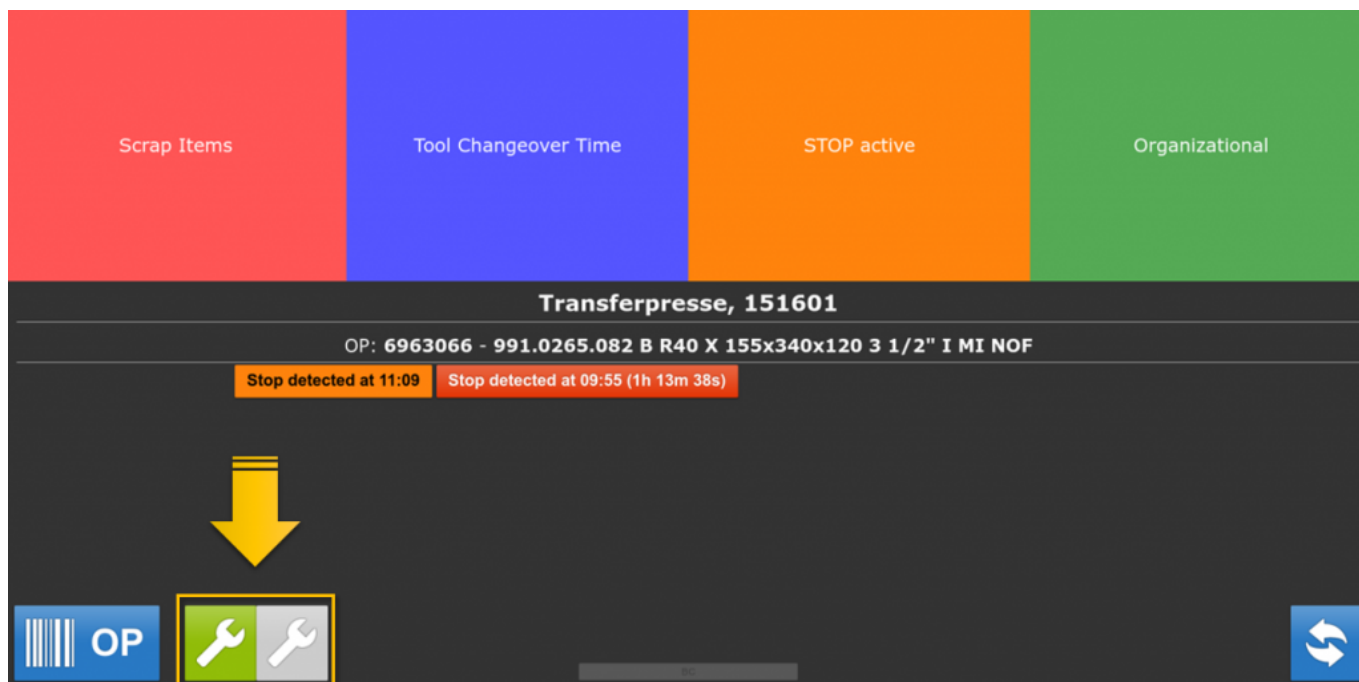 Scrap Items
Tool Changeover Time
STOP active
Organizational
Transferpresse, 151601
OP: 6963066 - 991.0265.082 B R40 X 155x340x120 3 1/2" I MI NOF
Stop detected at 11:09
Stop detected at 09:55 (1h 13m 38s)
OP
BC